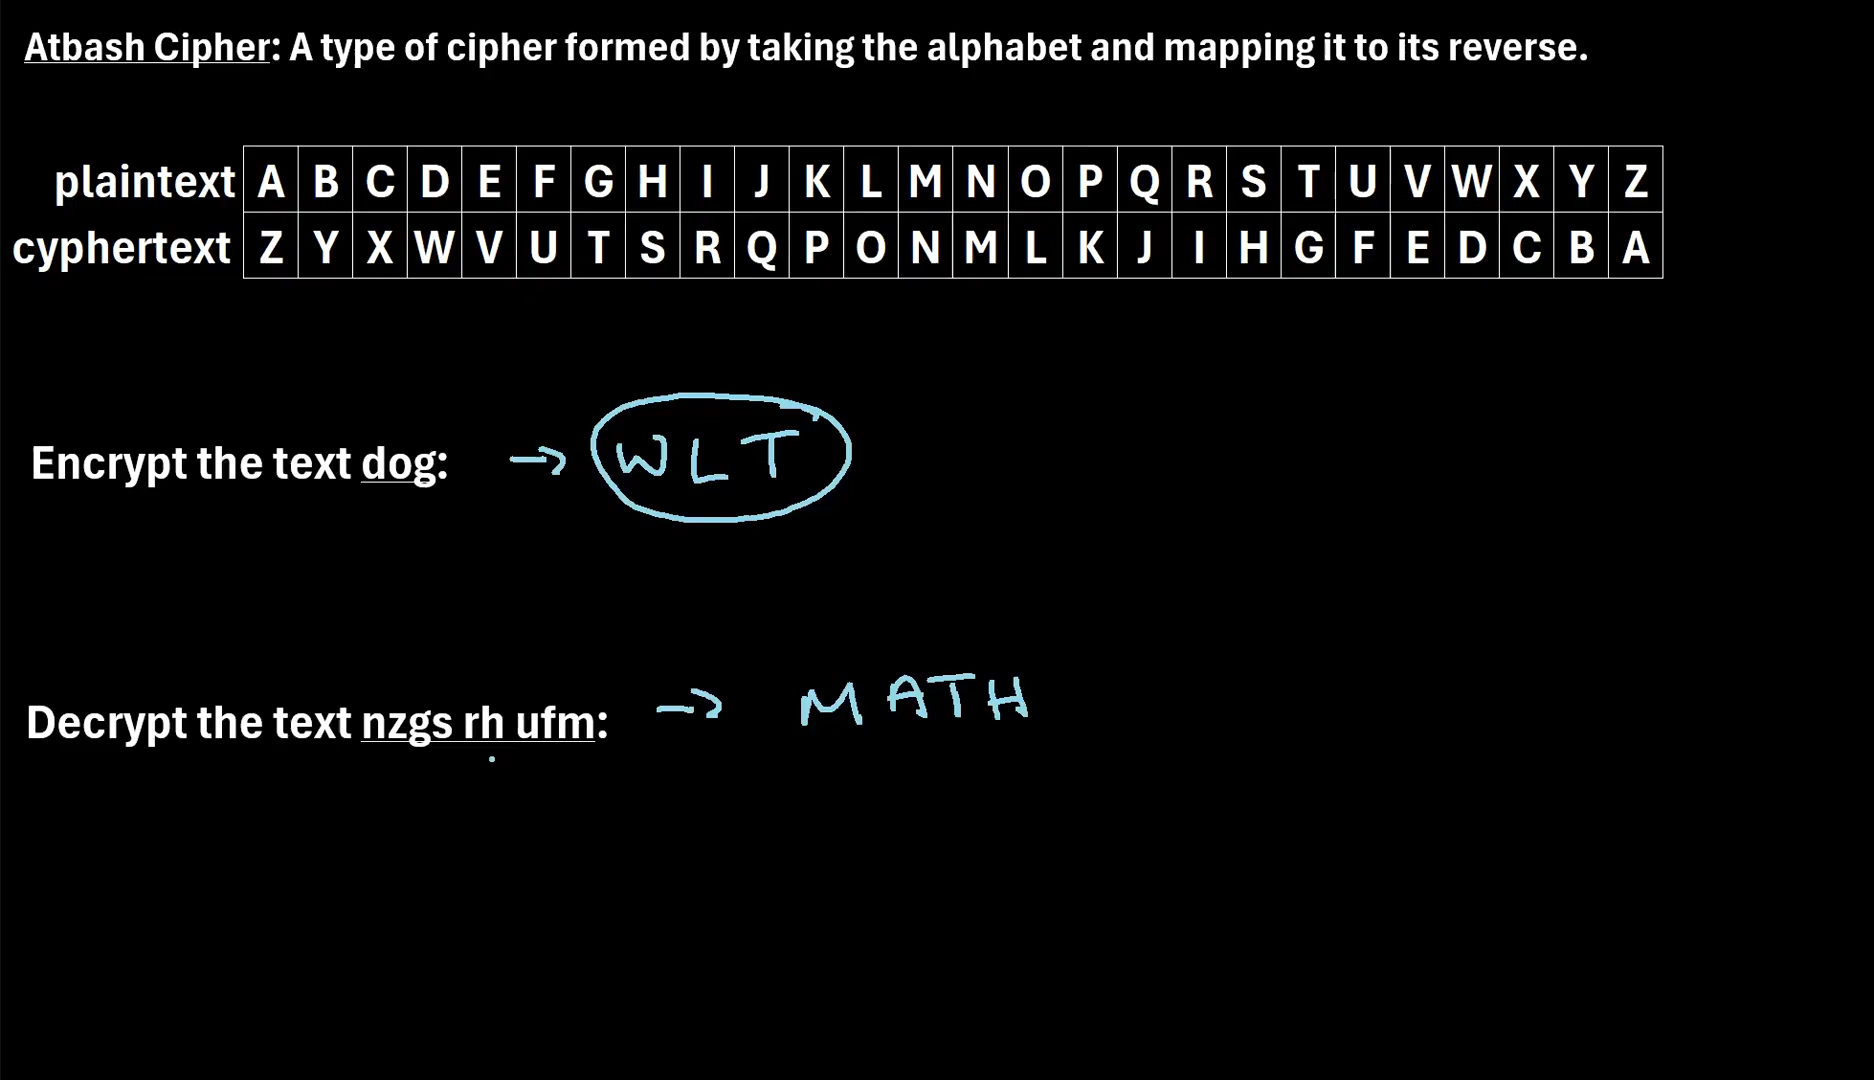 Atbash Cipher: A type of cipher formed by taking the alphabet and mapping it to its reverse.
plaintext A B C D E F G H I J K L M N O P Q R S T U V W X Y Z
cyphertext Z Y X W V U T S R Q P O N M L K J I H G F E D C B A
Encrypt the text dog: → WLT
Decrypt the text nzgs rh ufm: → MATH